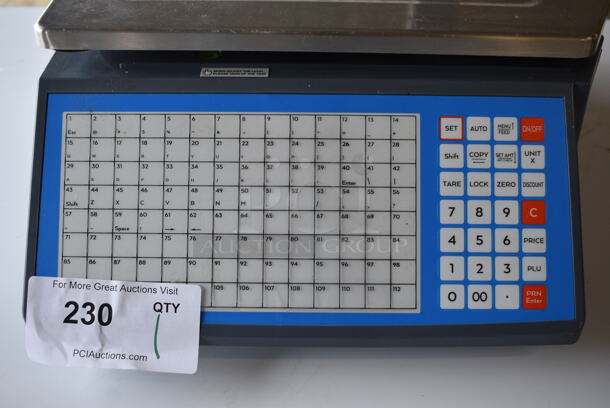 1 2 3 4 5 6 7 8 9 10 11 12 13 14
Esc
15 16 17 18 19 20 21 22 23 24 25 26 27 28
29 30 31 32 33 34 35 36 37 38 39 40 41 42
Enter
43 44 45 46 47 48 49 50 51 52 53 54 55 56
Shift Z X C V B N M
57 58 59 60 61 62 63 64 65 66 67 68 69 70
Space
71 72 73 74 75 76 77 78 79 80 81 82 83 84
85 86 87 88 89 90 91 92 93 94 95 96 97 98
105 106 107 108 109 110 111 112
SET AUTO MENU FEED ON/OFF
Shift COPY SET AMT UNIT X
TARE LOCK ZERO DISCOUNT
7 8 9 C
4 5 6 PRICE
1 2 3 PLU
0 00 . PRN Enter
PCI
AUCTION GROUP
For More Great Auctions Visit
230 QTY 1
PCIAuctions.com